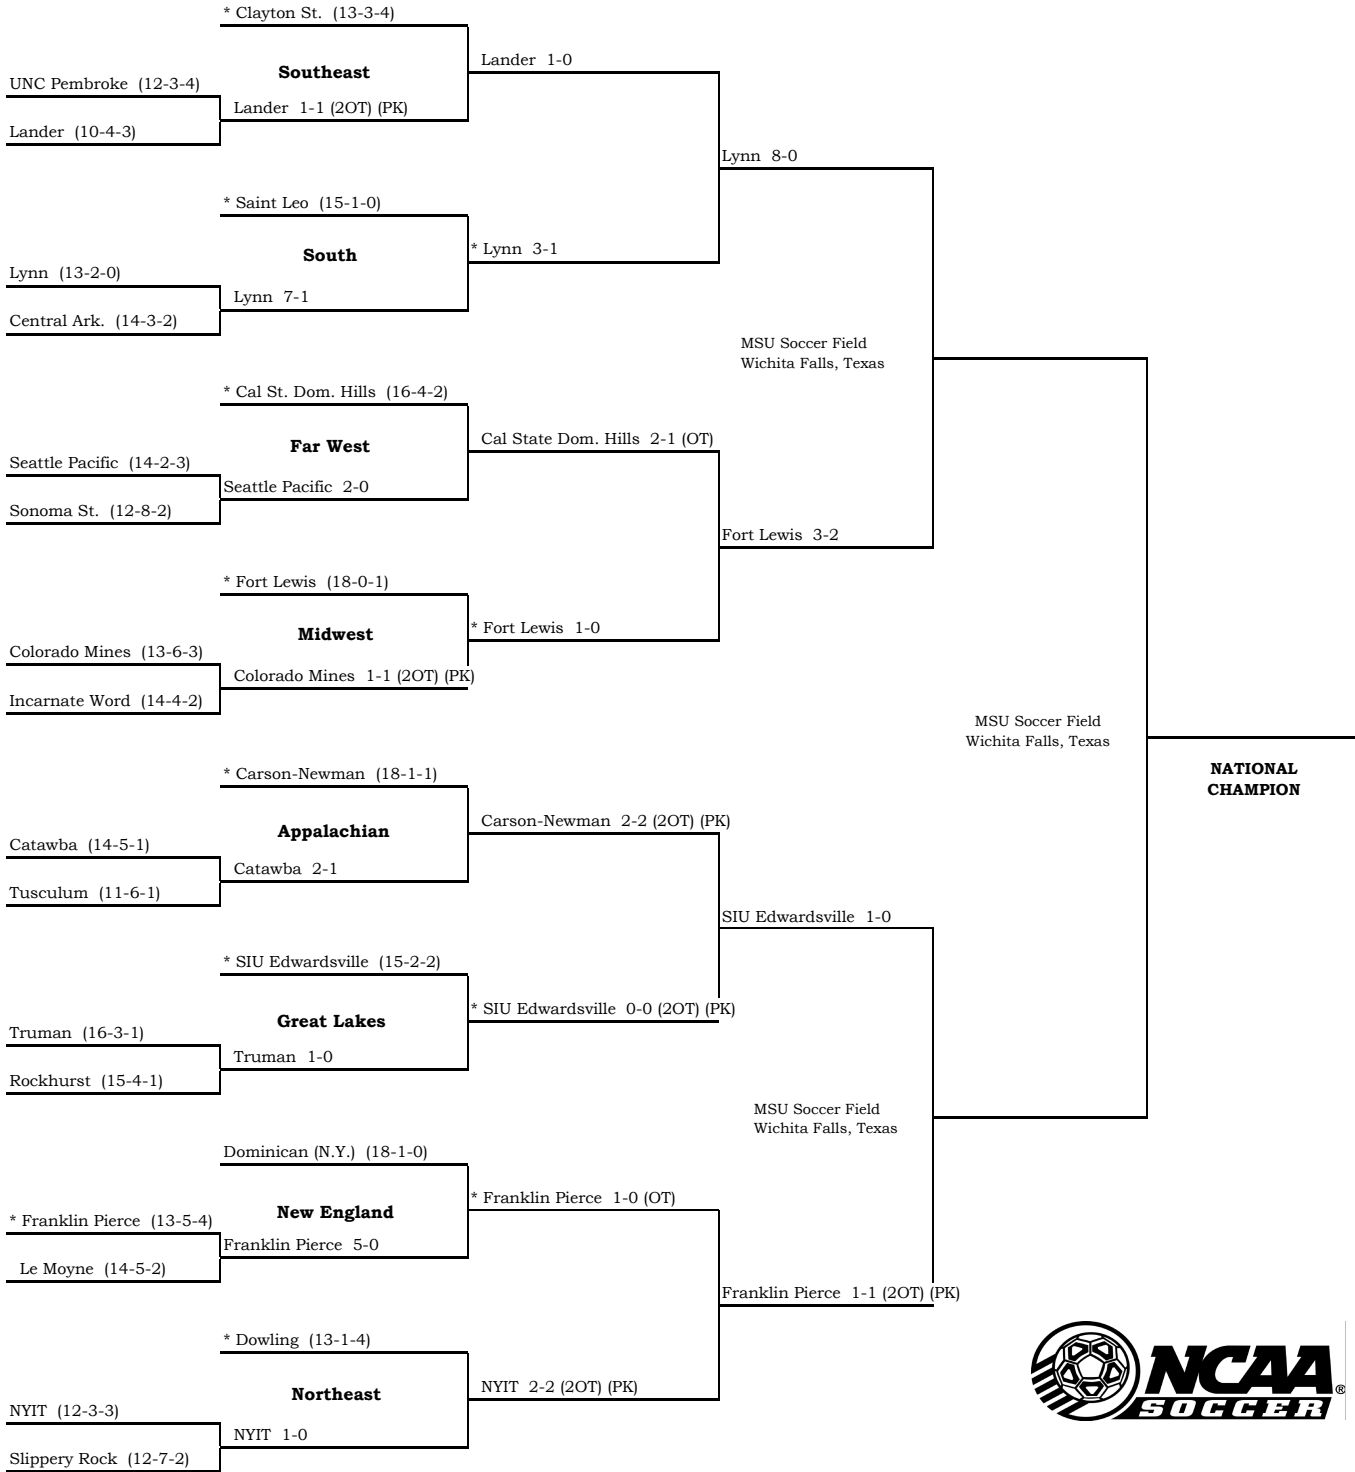 * Clayton St. (13-3-4)
Lander 1-0
Southeast
UNC Pembroke (12-3-4)
Lander 1-1 (2OT) (PK)
Lander (10-4-3)
Lynn 8-0
* Saint Leo (15-1-0)
* Lynn 3-1
South
Lynn (13-2-0)
Lynn 7-1
Central Ark. (14-3-2)
MSU Soccer Field
Wichita Falls, Texas
* Cal St. Dom. Hills (16-4-2)
Cal State Dom. Hills 2-1 (OT)
Far West
Seattle Pacific (14-2-3)
Seattle Pacific 2-0
Sonoma St. (12-8-2)
Fort Lewis 3-2
* Fort Lewis (18-0-1)
* Fort Lewis 1-0
Midwest
Colorado Mines (13-6-3)
Colorado Mines 1-1 (2OT) (PK)
Incarnate Word (14-4-2)
MSU Soccer Field
Wichita Falls, Texas
NATIONAL
CHAMPION
* Carson-Newman (18-1-1)
Carson-Newman 2-2 (2OT) (PK)
Appalachian
Catawba (14-5-1)
Catawba 2-1
Tusculum (11-6-1)
SIU Edwardsville 1-0
* SIU Edwardsville (15-2-2)
* SIU Edwardsville 0-0 (2OT) (PK)
Great Lakes
Truman (16-3-1)
Truman 1-0
Rockhurst (15-4-1)
MSU Soccer Field
Wichita Falls, Texas
Dominican (N.Y.) (18-1-0)
* Franklin Pierce 1-0 (OT)
New England
* Franklin Pierce (13-5-4)
Franklin Pierce 5-0
Le Moyne (14-5-2)
Franklin Pierce 1-1 (2OT) (PK)
* Dowling (13-1-4)
NYIT 2-2 (2OT) (PK)
Northeast
NYIT (12-3-3)
NYIT 1-0
Slippery Rock (12-7-2)
NCAA®
SOCCER